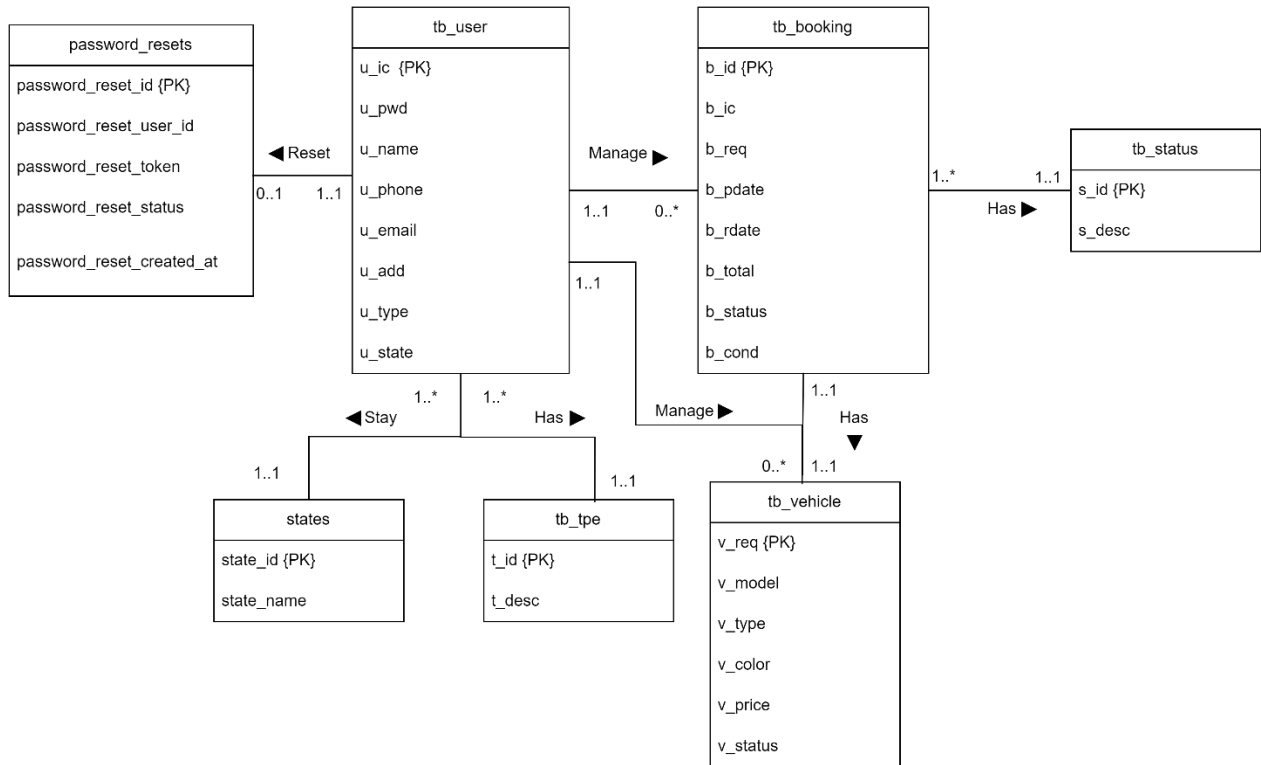 password_resets
password_reset_id {PK}
password_reset_user_id
password_reset_token
password_reset_status
password_reset_created_at
◀ Reset
0..1
1..1
tb_user
u_ic {PK}
u_pwd
u_name
u_phone
u_email
u_add
u_type
u_state
Manage ▶
1..1
0..*
1..1
tb_booking
b_id {PK}
b_ic
b_req
b_pdate
b_rdate
b_total
b_status
b_cond
1..*
1..1
Has ▶
tb_status
s_id {PK}
s_desc
1..*
1..*
◀ Stay
Has ▶
Manage ▶
1..1
Has
▼
1..1
1..1
0..*
1..1
states
state_id {PK}
state_name
tb_tpe
t_id {PK}
t_desc
tb_vehicle
v_req {PK}
v_model
v_type
v_color
v_price
v_status